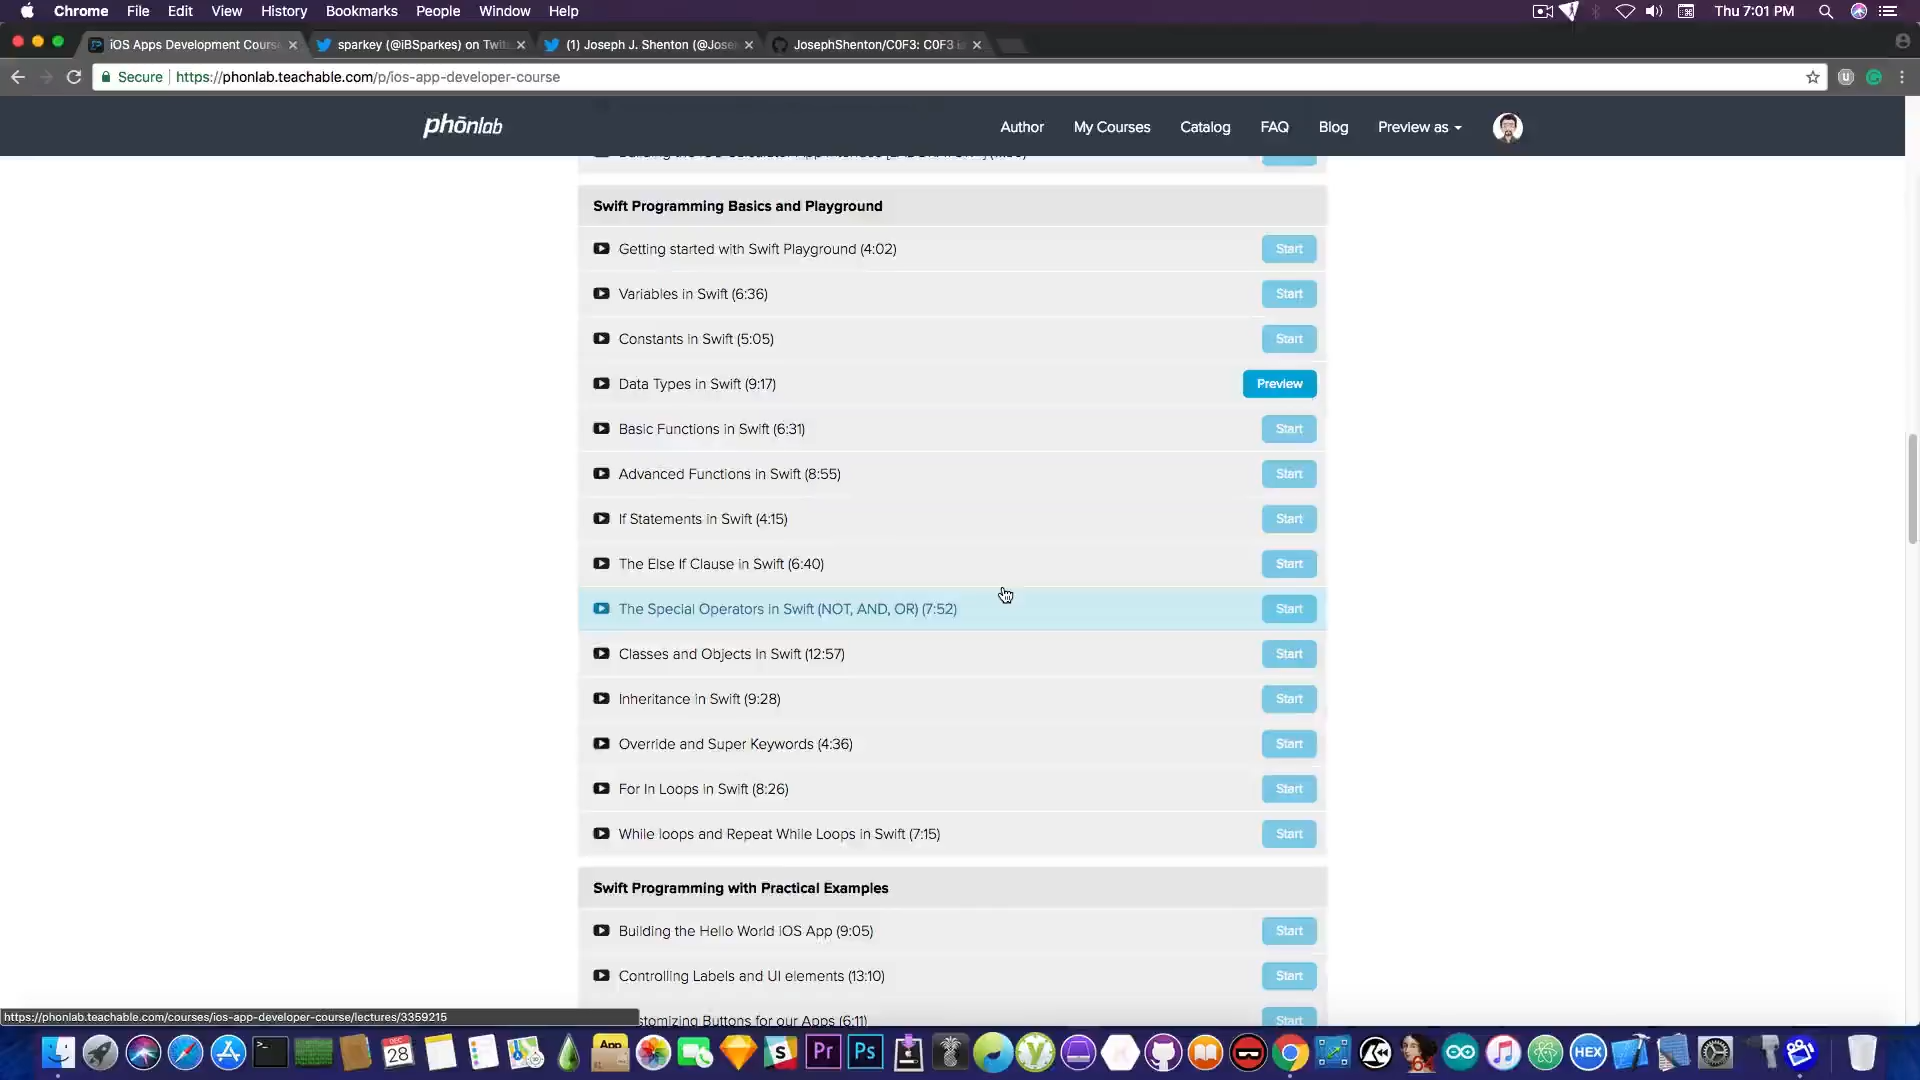 Chrome File Edit View History Bookmarks People Window Help Thu 7:01 PM
iOS Apps Development Cours sparkey (@iBSparkes) on Twit (1) Joseph J. Shenton (@Jose JosephShenton/C0F3: C0F3
Secure https://phonlab.teachable.com/p/ios-app-developer-course
phōnlab Author My Courses Catalog FAQ Blog Preview as
Swift Programming Basics and Playground
Getting started with Swift Playground (4:02) Start
Variables in Swift (6:36) Start
Constants in Swift (5:05) Start
Data Types in Swift (9:17) Preview
Basic Functions in Swift (6:31) Start
Advanced Functions in Swift (8:55) Start
If Statements in Swift (4:15) Start
The Else If Clause in Swift (6:40) Start
The Special Operators in Swift (NOT, AND, OR) (7:52) Start
Classes and Objects in Swift (12:57) Start
Inheritance in Swift (9:28) Start
Override and Super Keywords (4:36) Start
For In Loops in Swift (8:26) Start
While loops and Repeat While Loops in Swift (7:15) Start
Swift Programming with Practical Examples
Building the Hello World iOS App (9:05) Start
Controlling Labels and UI elements (13:10) Start
https://phonlab.teachable.com/courses/ios-app-developer-course/lectures/3359215
stomizing Buttons for our Apps (6:11) Start
DEC 28 App Pr Ps HEX